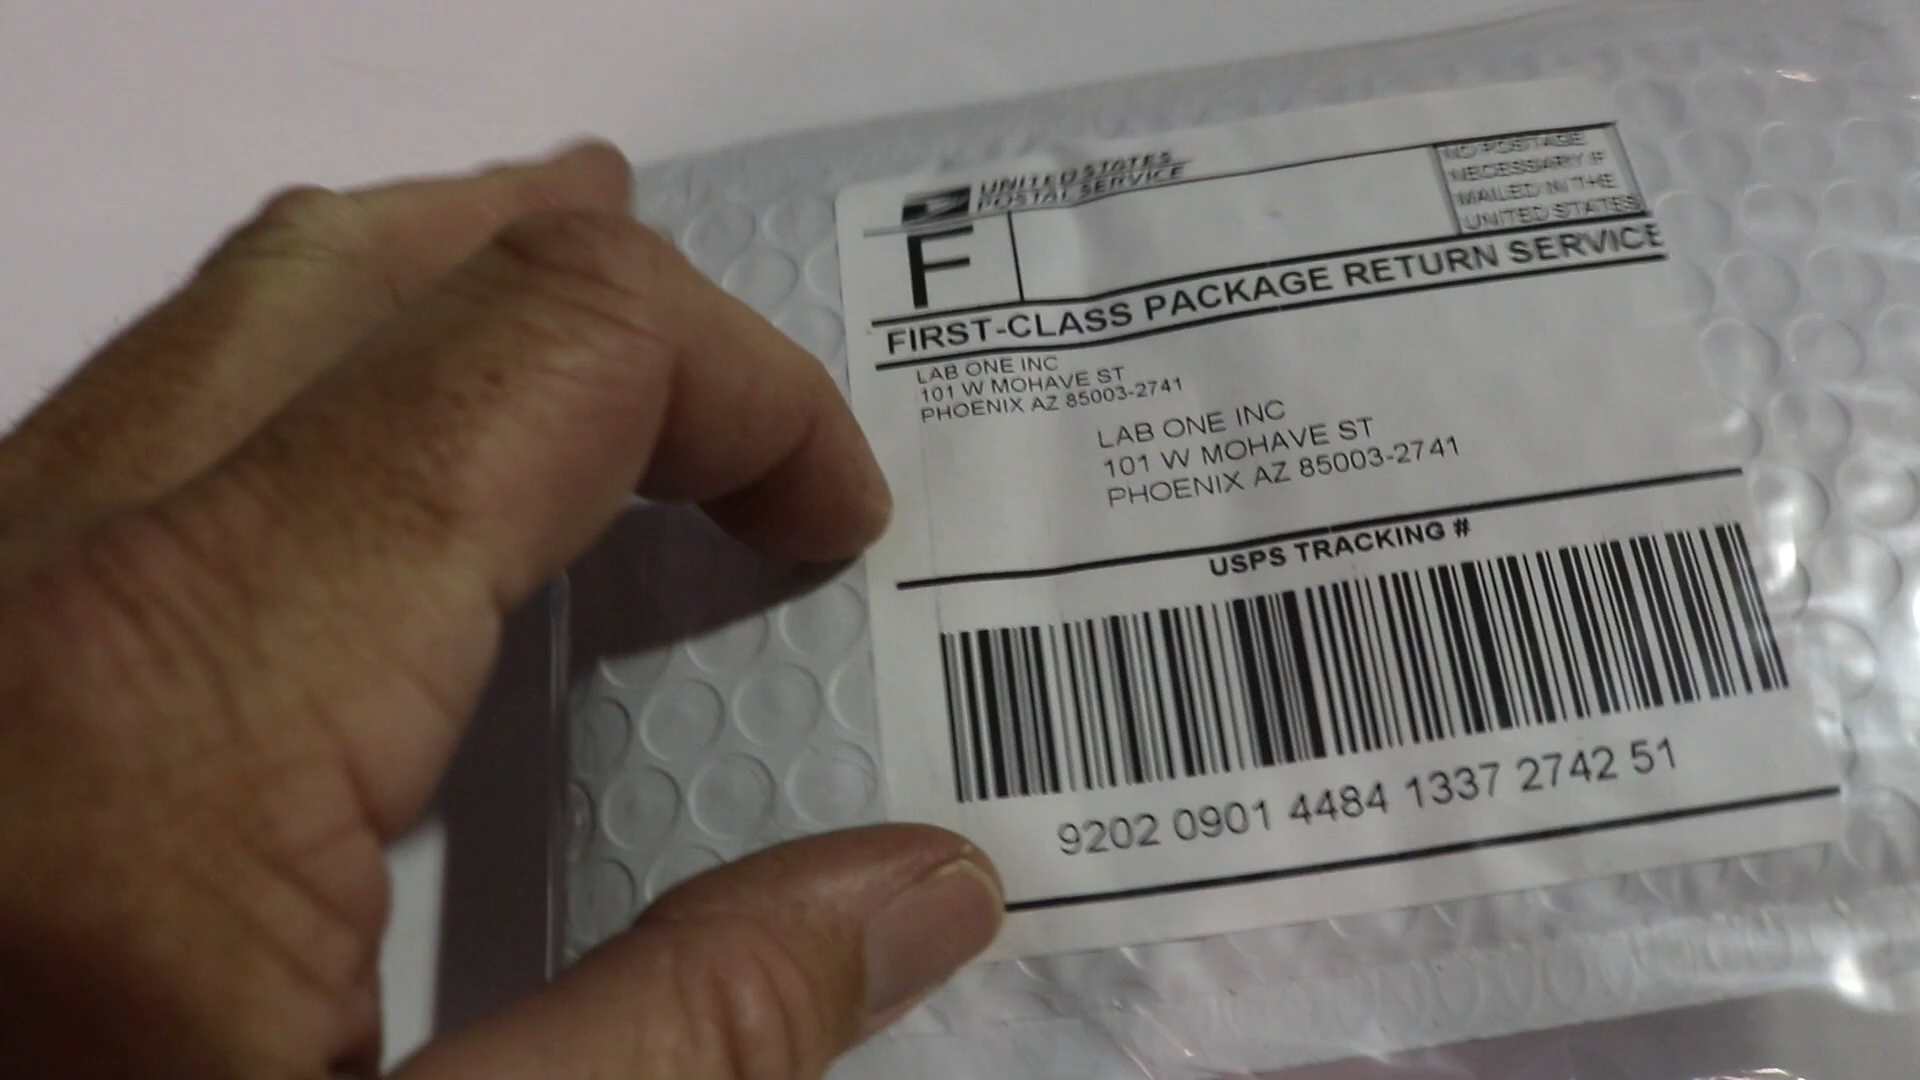 UNITED STATES
POSTAL SERVICE
NO POSTAGE
NECESSARY IF
MAILED IN THE
UNITED STATES
F
FIRST-CLASS PACKAGE RETURN SERVICE
LAB ONE INC
101 W MOHAVE ST
PHOENIX AZ 85003-2741
LAB ONE INC
101 W MOHAVE ST
PHOENIX AZ 85003-2741
USPS TRACKING #
9202 0901 4484 1337 2742 51